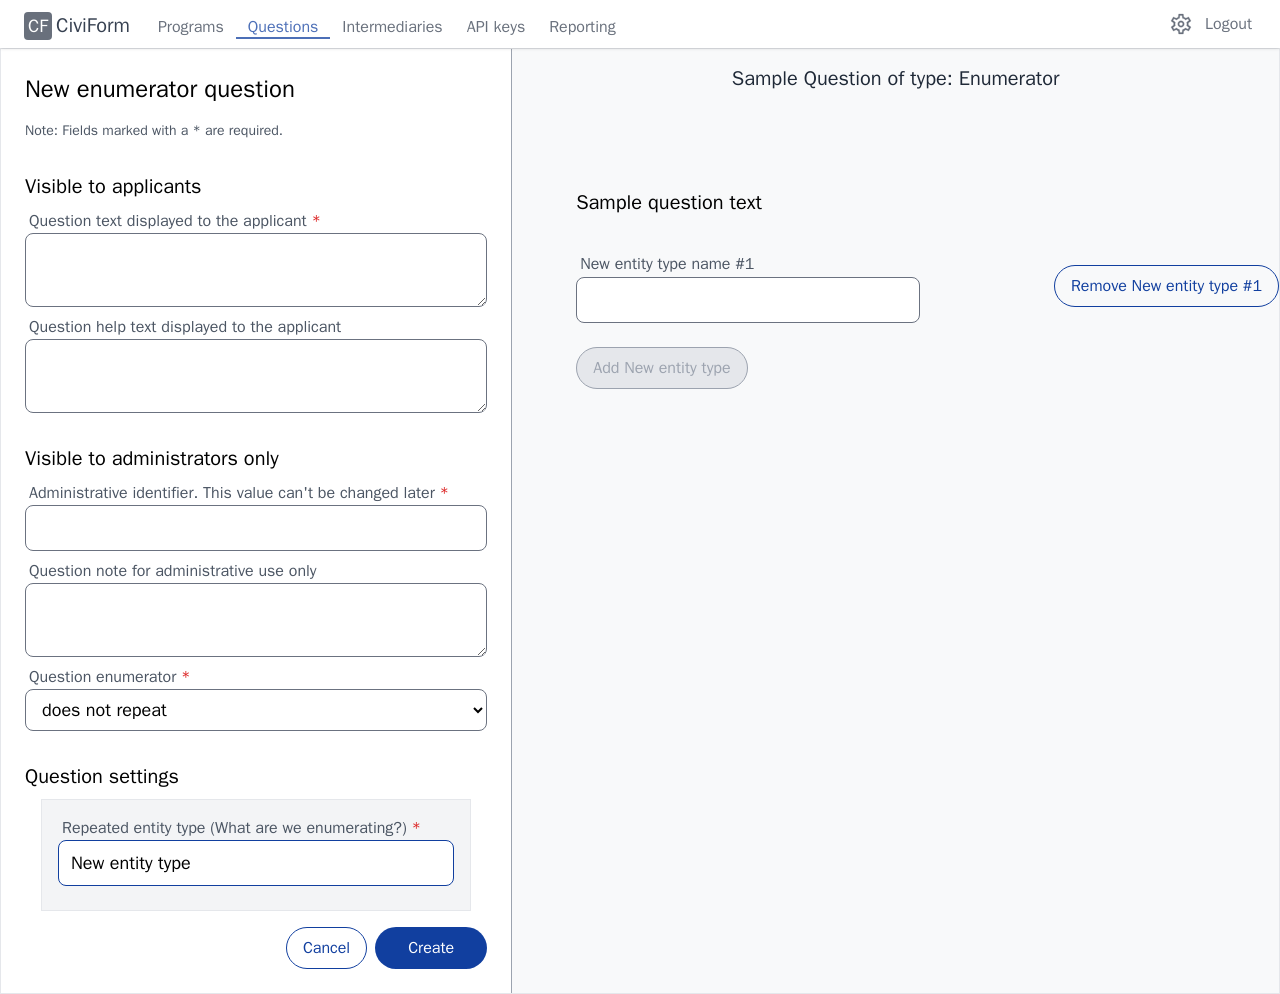 CF CiviForm Programs Questions Intermediaries API keys Reporting Logout
New enumerator question
Note: Fields marked with a * are required.
Visible to applicants
Question text displayed to the applicant *
Question help text displayed to the applicant
Visible to administrators only
Administrative identifier. This value can't be changed later *
Question note for administrative use only
Question enumerator *
does not repeat
Question settings
Repeated entity type (What are we enumerating?) *
New entity type
Cancel Create
Sample Question of type: Enumerator
Sample question text
New entity type name #1
Remove New entity type #1
Add New entity type